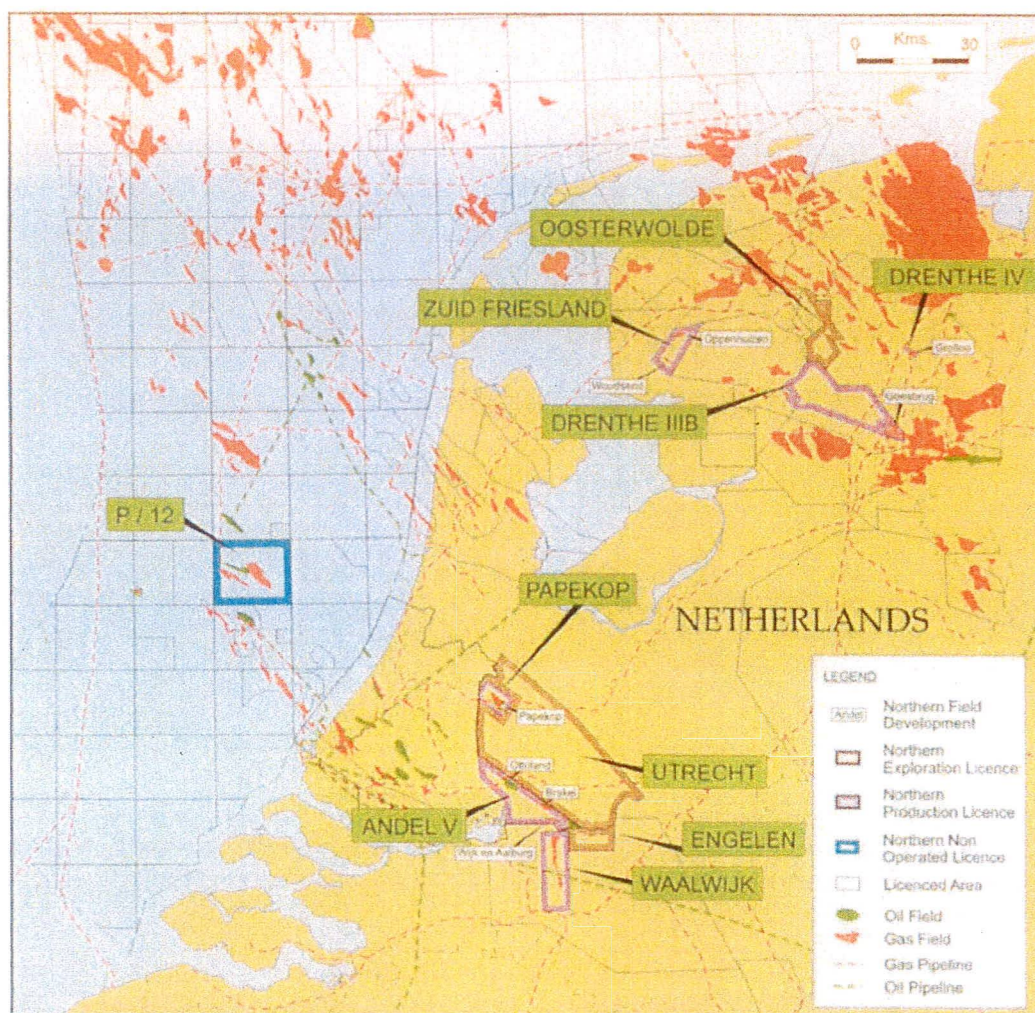 0 Kms. 30
OOSTERWOLDE
DRENTHE IV
ZUID FRIESLAND
Oppenhuizen
Grolloo
Woudsend
Geesbrug
DRENTHE IIIB
P / 12
PAPEKOP
NETHERLANDS
Papekop
Ottoland
UTRECHT
Brakel
ANDEL V
ENGELEN
Wijk en Aalburg
WAALWIJK
LEGEND
Andel
Northern Field
Development
Northern
Exploration Licence
Northern
Production Licence
Northern Non
Operated Licence
Licenced Area
Oil Field
Gas Field
Gas Pipeline
Oil Pipeline